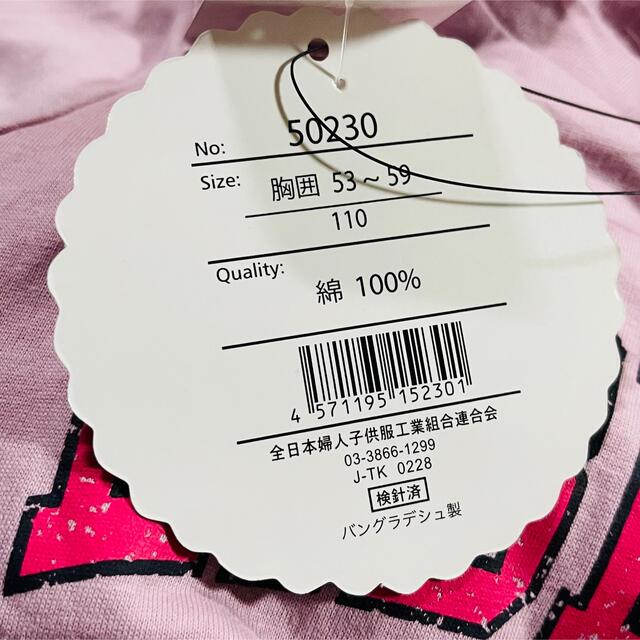 No: 50230
Size: 胸囲 53～59
110
Quality: 綿 100%
4 571195 152301
全日本婦人子供服工業組合連合会
03-3866-1299
J-TK 0228
検針済
バングラデシュ製